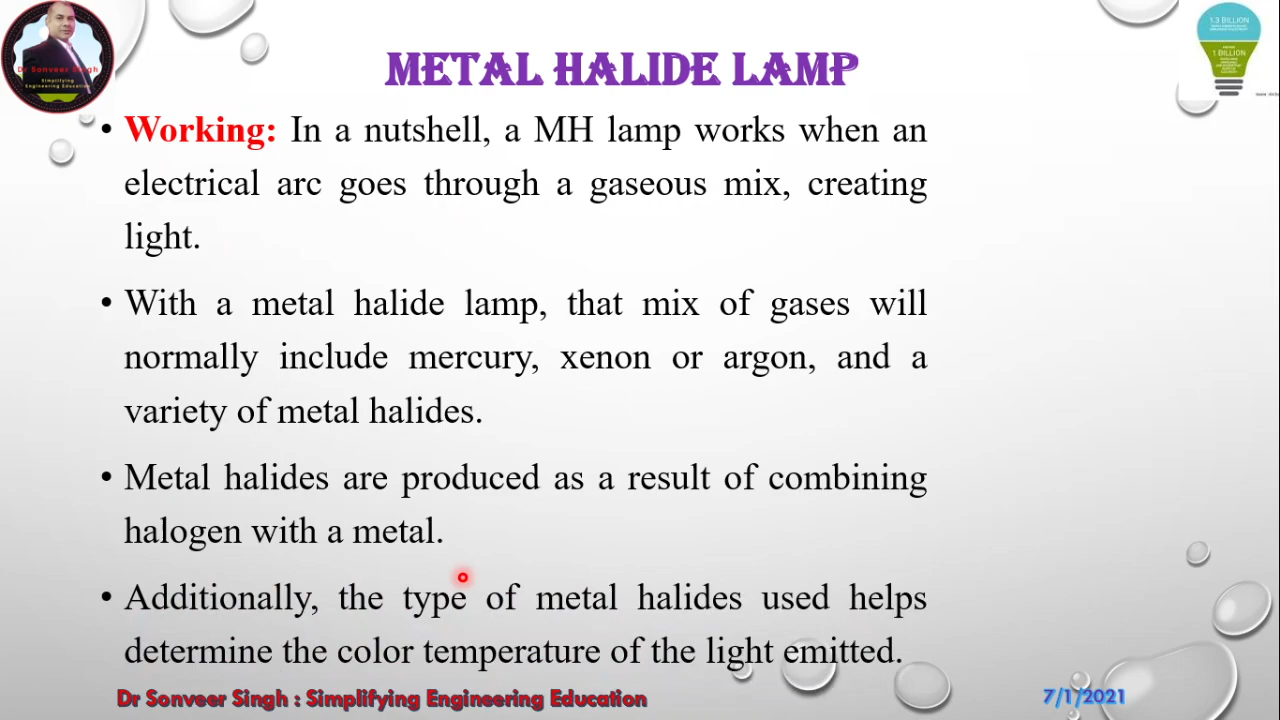 Dr Sonveer Singh
Simplifying
Engineering Education
METAL HALIDE LAMP
1.3 BILLION
1 BILLION
• Working: In a nutshell, a MH lamp works when an
electrical arc goes through a gaseous mix, creating
light.
• With a metal halide lamp, that mix of gases will
normally include mercury, xenon or argon, and a
variety of metal halides.
• Metal halides are produced as a result of combining
halogen with a metal.
• Additionally, the type of metal halides used helps
determine the color temperature of the light emitted.
Dr Sonveer Singh : Simplifying Engineering Education
7/1/2021